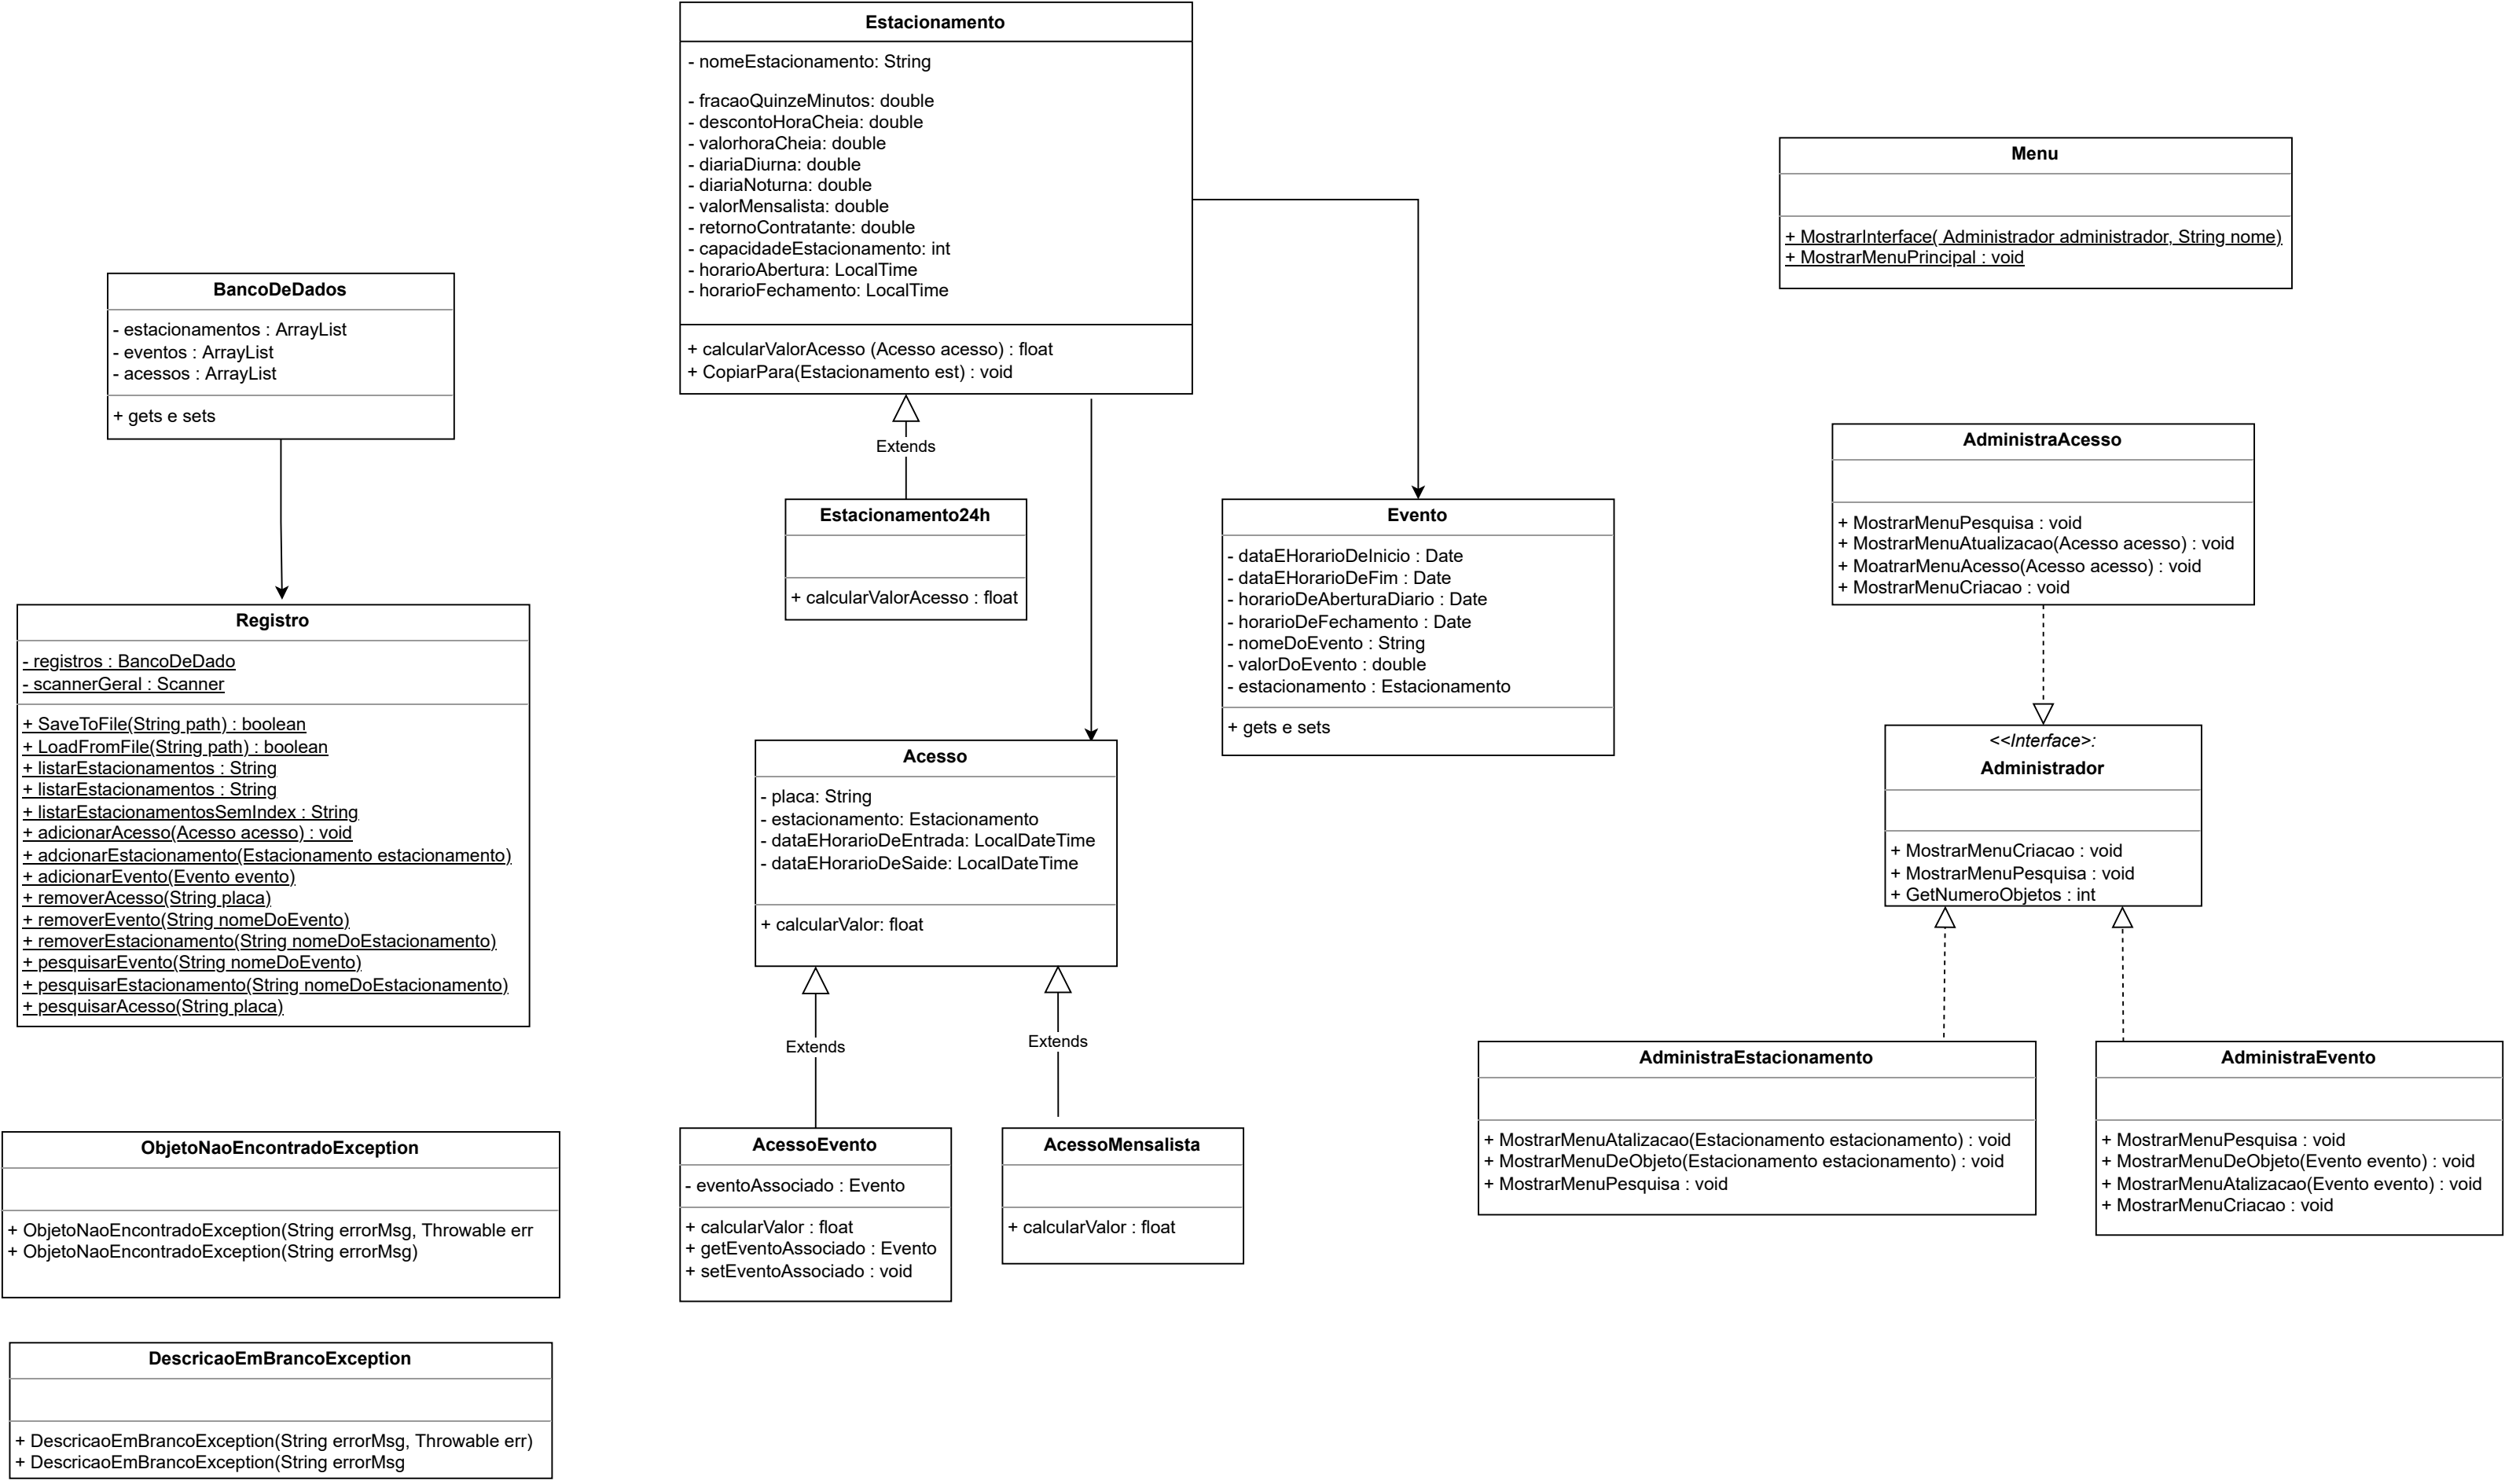 Estacionamento
- nomeEstacionamento: String
- fracaoQuinzeMinutos: double
- descontoHoraCheia: double
- valorhoraCheia: double
- diariaDiurna: double
- diariaNoturna: double
- valorMensalista: double
- retornoContratante: double
- capacidadeEstacionamento: int
- horarioAbertura: LocalTime
- horarioFechamento: LocalTime
+ calcularValorAcesso (Acesso acesso) : float
+ CopiarPara(Estacionamento est) : void
Menu
+ MostrarInterface( Administrador administrador, String nome)
+ MostrarMenuPrincipal : void
BancoDeDados
- estacionamentos : ArrayList
- eventos : ArrayList
- acessos : ArrayList
+ gets e sets
Extends
Estacionamento24h
+ calcularValorAcesso : float
Evento
- dataEHorarioDeInicio : Date
- dataEHorarioDeFim : Date
- horarioDeAberturaDiario : Date
- horarioDeFechamento : Date
- nomeDoEvento : String
- valorDoEvento : double
- estacionamento : Estacionamento
+ gets e sets
AdministraAcesso
+ MostrarMenuPesquisa : void
+ MostrarMenuAtualizacao(Acesso acesso) : void
+ MoatrarMenuAcesso(Acesso acesso) : void
+ MostrarMenuCriacao : void
Registro
- registros : BancoDeDado
- scannerGeral : Scanner
+ SaveToFile(String path) : boolean
+ LoadFromFile(String path) : boolean
+ listarEstacionamentos : String
+ listarEstacionamentos : String
+ listarEstacionamentosSemIndex : String
+ adicionarAcesso(Acesso acesso) : void
+ adcionarEstacionamento(Estacionamento estacionamento)
+ adicionarEvento(Evento evento)
+ removerAcesso(String placa)
+ removerEvento(String nomeDoEvento)
+ removerEstacionamento(String nomeDoEstacionamento)
+ pesquisarEvento(String nomeDoEvento)
+ pesquisarEstacionamento(String nomeDoEstacionamento)
+ pesquisarAcesso(String placa)
Acesso
- placa: String
- estacionamento: Estacionamento
- dataEHorarioDeEntrada: LocalDateTime
- dataEHorarioDeSaide: LocalDateTime
+ calcularValor: float
<<Interface>:
Administrador
+ MostrarMenuCriacao : void
+ MostrarMenuPesquisa : void
+ GetNumeroObjetos : int
Extends
Extends
AcessoEvento
- eventoAssociado : Evento
+ calcularValor : float
+ getEventoAssociado : Evento
+ setEventoAssociado : void
AcessoMensalista
+ calcularValor : float
AdministraEstacionamento
+ MostrarMenuAtalizacao(Estacionamento estacionamento) : void
+ MostrarMenuDeObjeto(Estacionamento estacionamento) : void
+ MostrarMenuPesquisa : void
AdministraEvento
+ MostrarMenuPesquisa : void
+ MostrarMenuDeObjeto(Evento evento) : void
+ MostrarMenuAtalizacao(Evento evento) : void
+ MostrarMenuCriacao : void
ObjetoNaoEncontradoException
+ ObjetoNaoEncontradoException(String errorMsg, Throwable err
+ ObjetoNaoEncontradoException(String errorMsg)
DescricaoEmBrancoException
+ DescricaoEmBrancoException(String errorMsg, Throwable err)
+ DescricaoEmBrancoException(String errorMsg